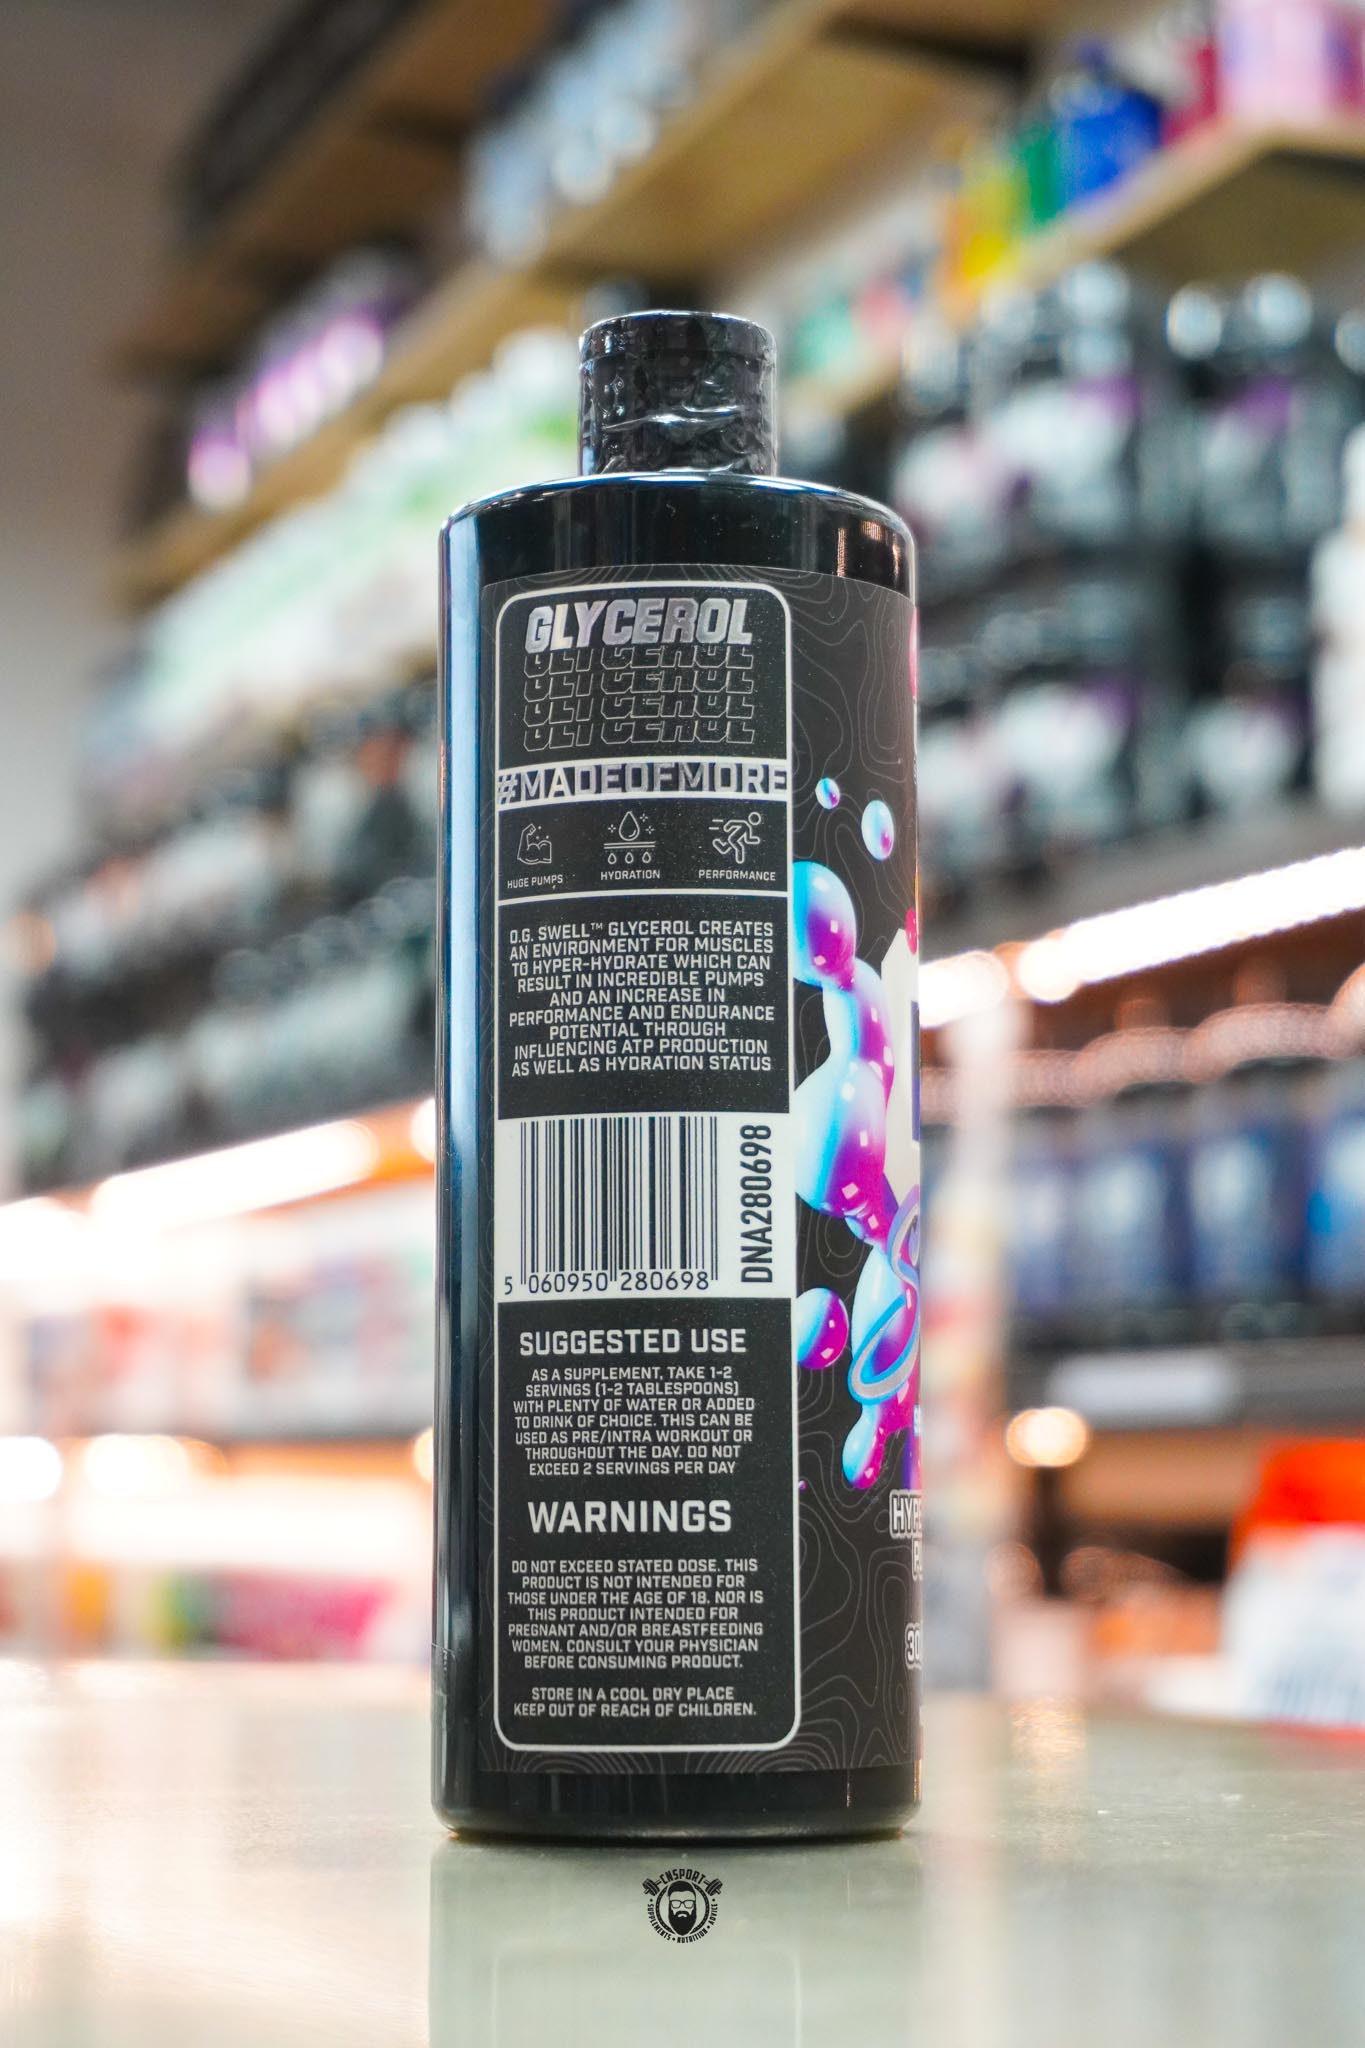 GLYCEROL
GLYCEROL
GLYCEROL
GLYCEROL
GLYCEROL
#MADEOFMORE
HUGE PUMPS
HYDRATION
PERFORMANCE
O.G. SWELL™ GLYCEROL CREATES
AN ENVIRONMENT FOR MUSCLES
TO HYPER-HYDRATE WHICH CAN
RESULT IN INCREDIBLE PUMPS
AND AN INCREASE IN
PERFORMANCE AND ENDURANCE
POTENTIAL THROUGH
INFLUENCING ATP PRODUCTION
AS WELL AS HYDRATION STATUS
DNA280698
5 060950 280698
SUGGESTED USE
AS A SUPPLEMENT, TAKE 1-2
SERVINGS (1-2 TABLESPOONS)
WITH PLENTY OF WATER OR ADDED
TO DRINK OF CHOICE. THIS CAN BE
USED AS PRE/INTRA WORKOUT OR
THROUGHOUT THE DAY. DO NOT
EXCEED 2 SERVINGS PER DAY
WARNINGS
DO NOT EXCEED STATED DOSE. THIS
PRODUCT IS NOT INTENDED FOR
THOSE UNDER THE AGE OF 18. NOR IS
THIS PRODUCT INTENDED FOR
PREGNANT AND/OR BREASTFEEDING
WOMEN. CONSULT YOUR PHYSICIAN
BEFORE CONSUMING PRODUCT.
STORE IN A COOL DRY PLACE
KEEP OUT OF REACH OF CHILDREN.
CNSPORT
SUPPLEMENTS • NUTRITION • ADVICE